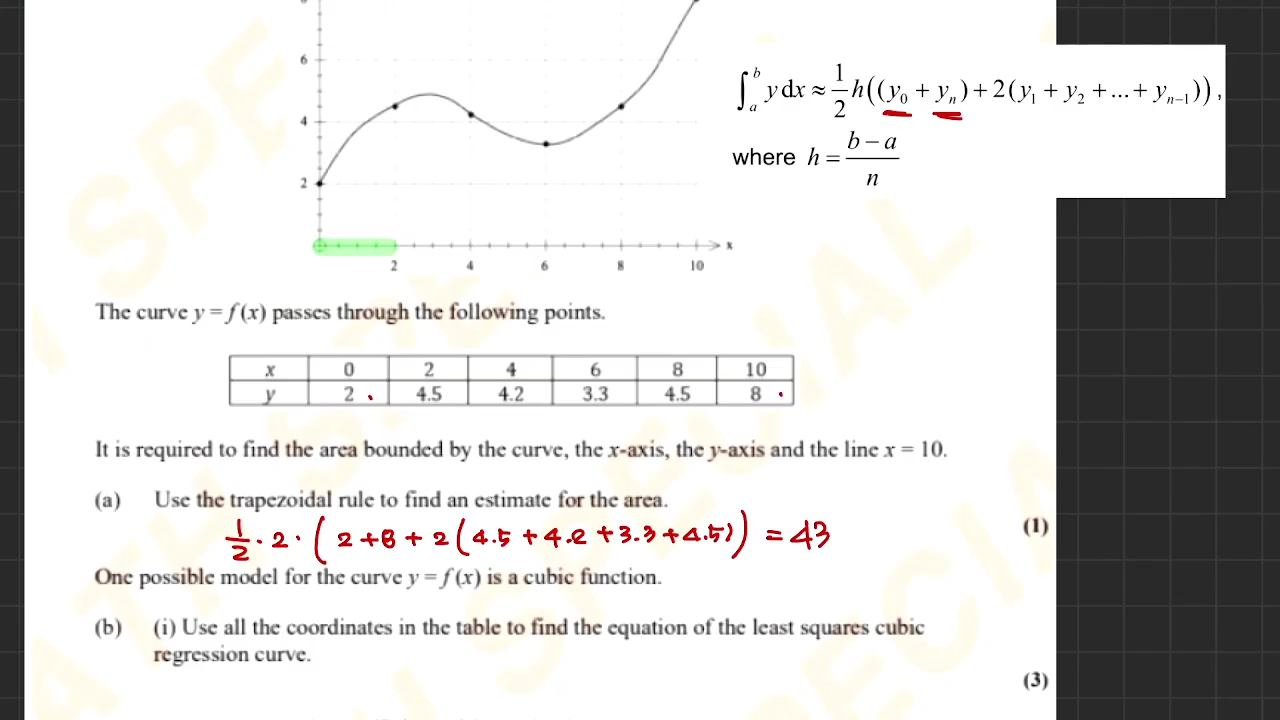 6
4
2
2 4 6 8 10
x
∫_a^b y dx ≈ 1/2 h((y₀ + yₙ) + 2(y₁ + y₂ + ... + yₙ₋₁)),
where h = (b − a)/n
The curve y = f(x) passes through the following points.
x 0 2 4 6 8 10
y 2 4.5 4.2 3.3 4.5 8
It is required to find the area bounded by the curve, the x-axis, the y-axis and the line x = 10.
(a) Use the trapezoidal rule to find an estimate for the area.
1/2 · 2 · (2 + 8 + 2(4.5 + 4.2 + 3.3 + 4.5)) = 43
(1)
One possible model for the curve y = f(x) is a cubic function.
(b) (i) Use all the coordinates in the table to find the equation of the least squares cubic
regression curve.
(3)